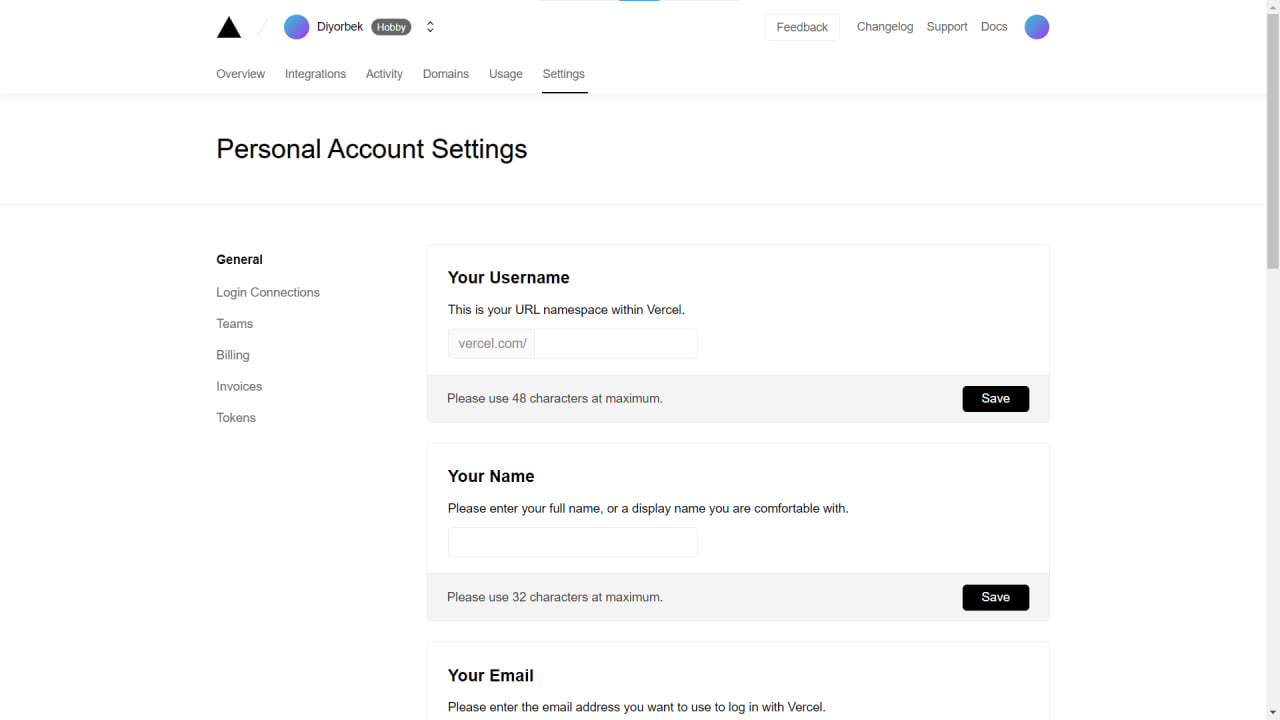 Diyorbek Hobby
Feedback Changelog Support Docs
Overview Integrations Activity Domains Usage Settings
Personal Account Settings
General
Login Connections
Teams
Billing
Invoices
Tokens
Your Username
This is your URL namespace within Vercel.
vercel.com/
Please use 48 characters at maximum.
Save
Your Name
Please enter your full name, or a display name you are comfortable with.
Please use 32 characters at maximum.
Save
Your Email
Please enter the email address you want to use to log in with Vercel.